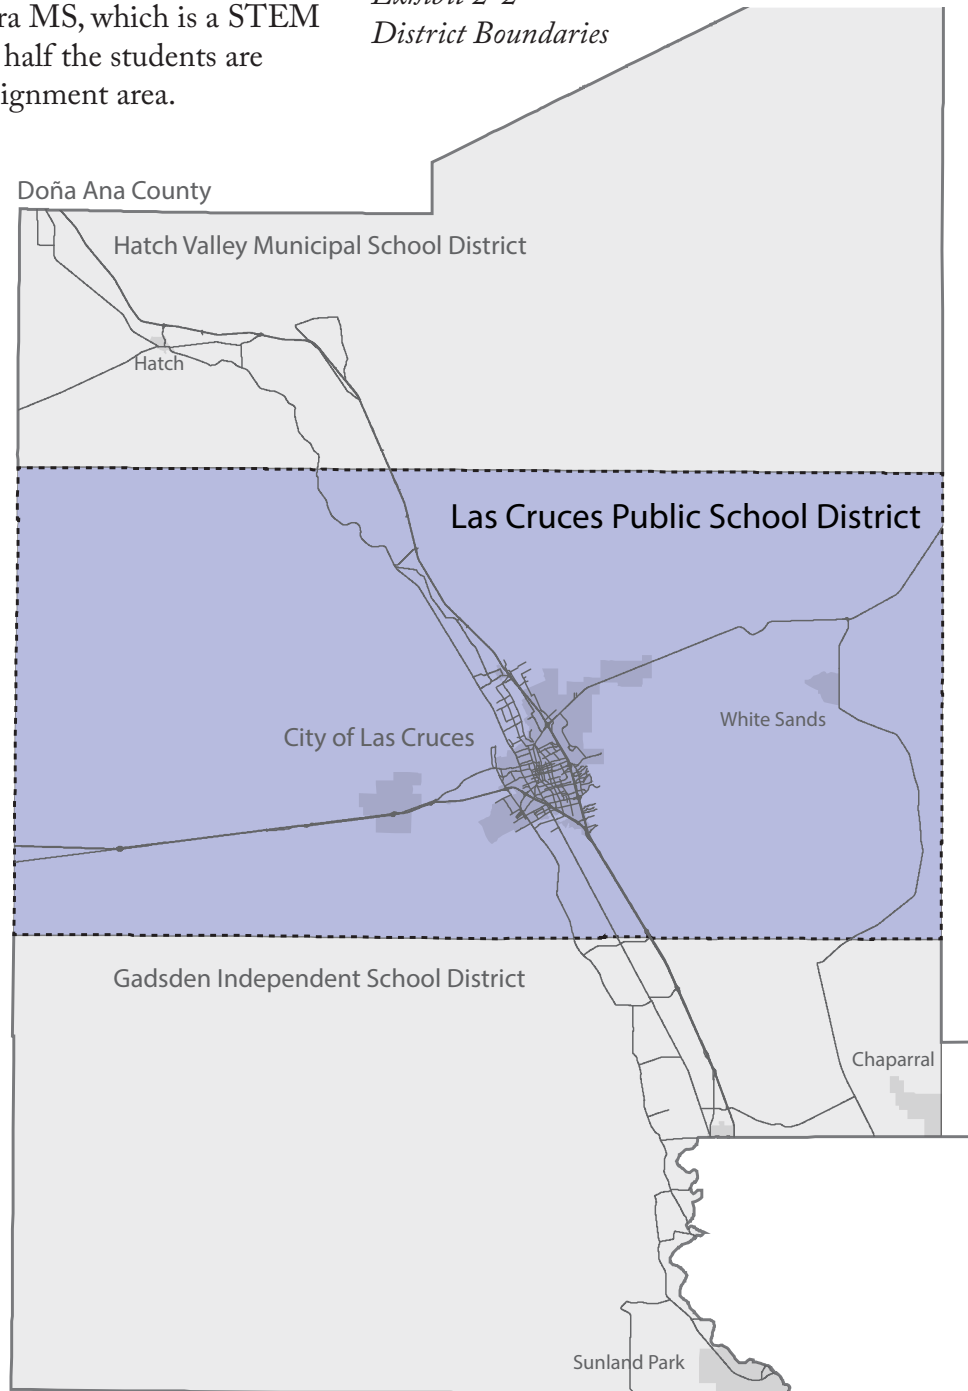 MS, which is a STEM
half the students are
area.
District Boundaries
Doña Ana County
Hatch Valley Municipal School District
Hatch
Las Cruces Public School District
City of Las Cruces
White Sands
Gadsden Independent School District
Chaparral
Sunland Park